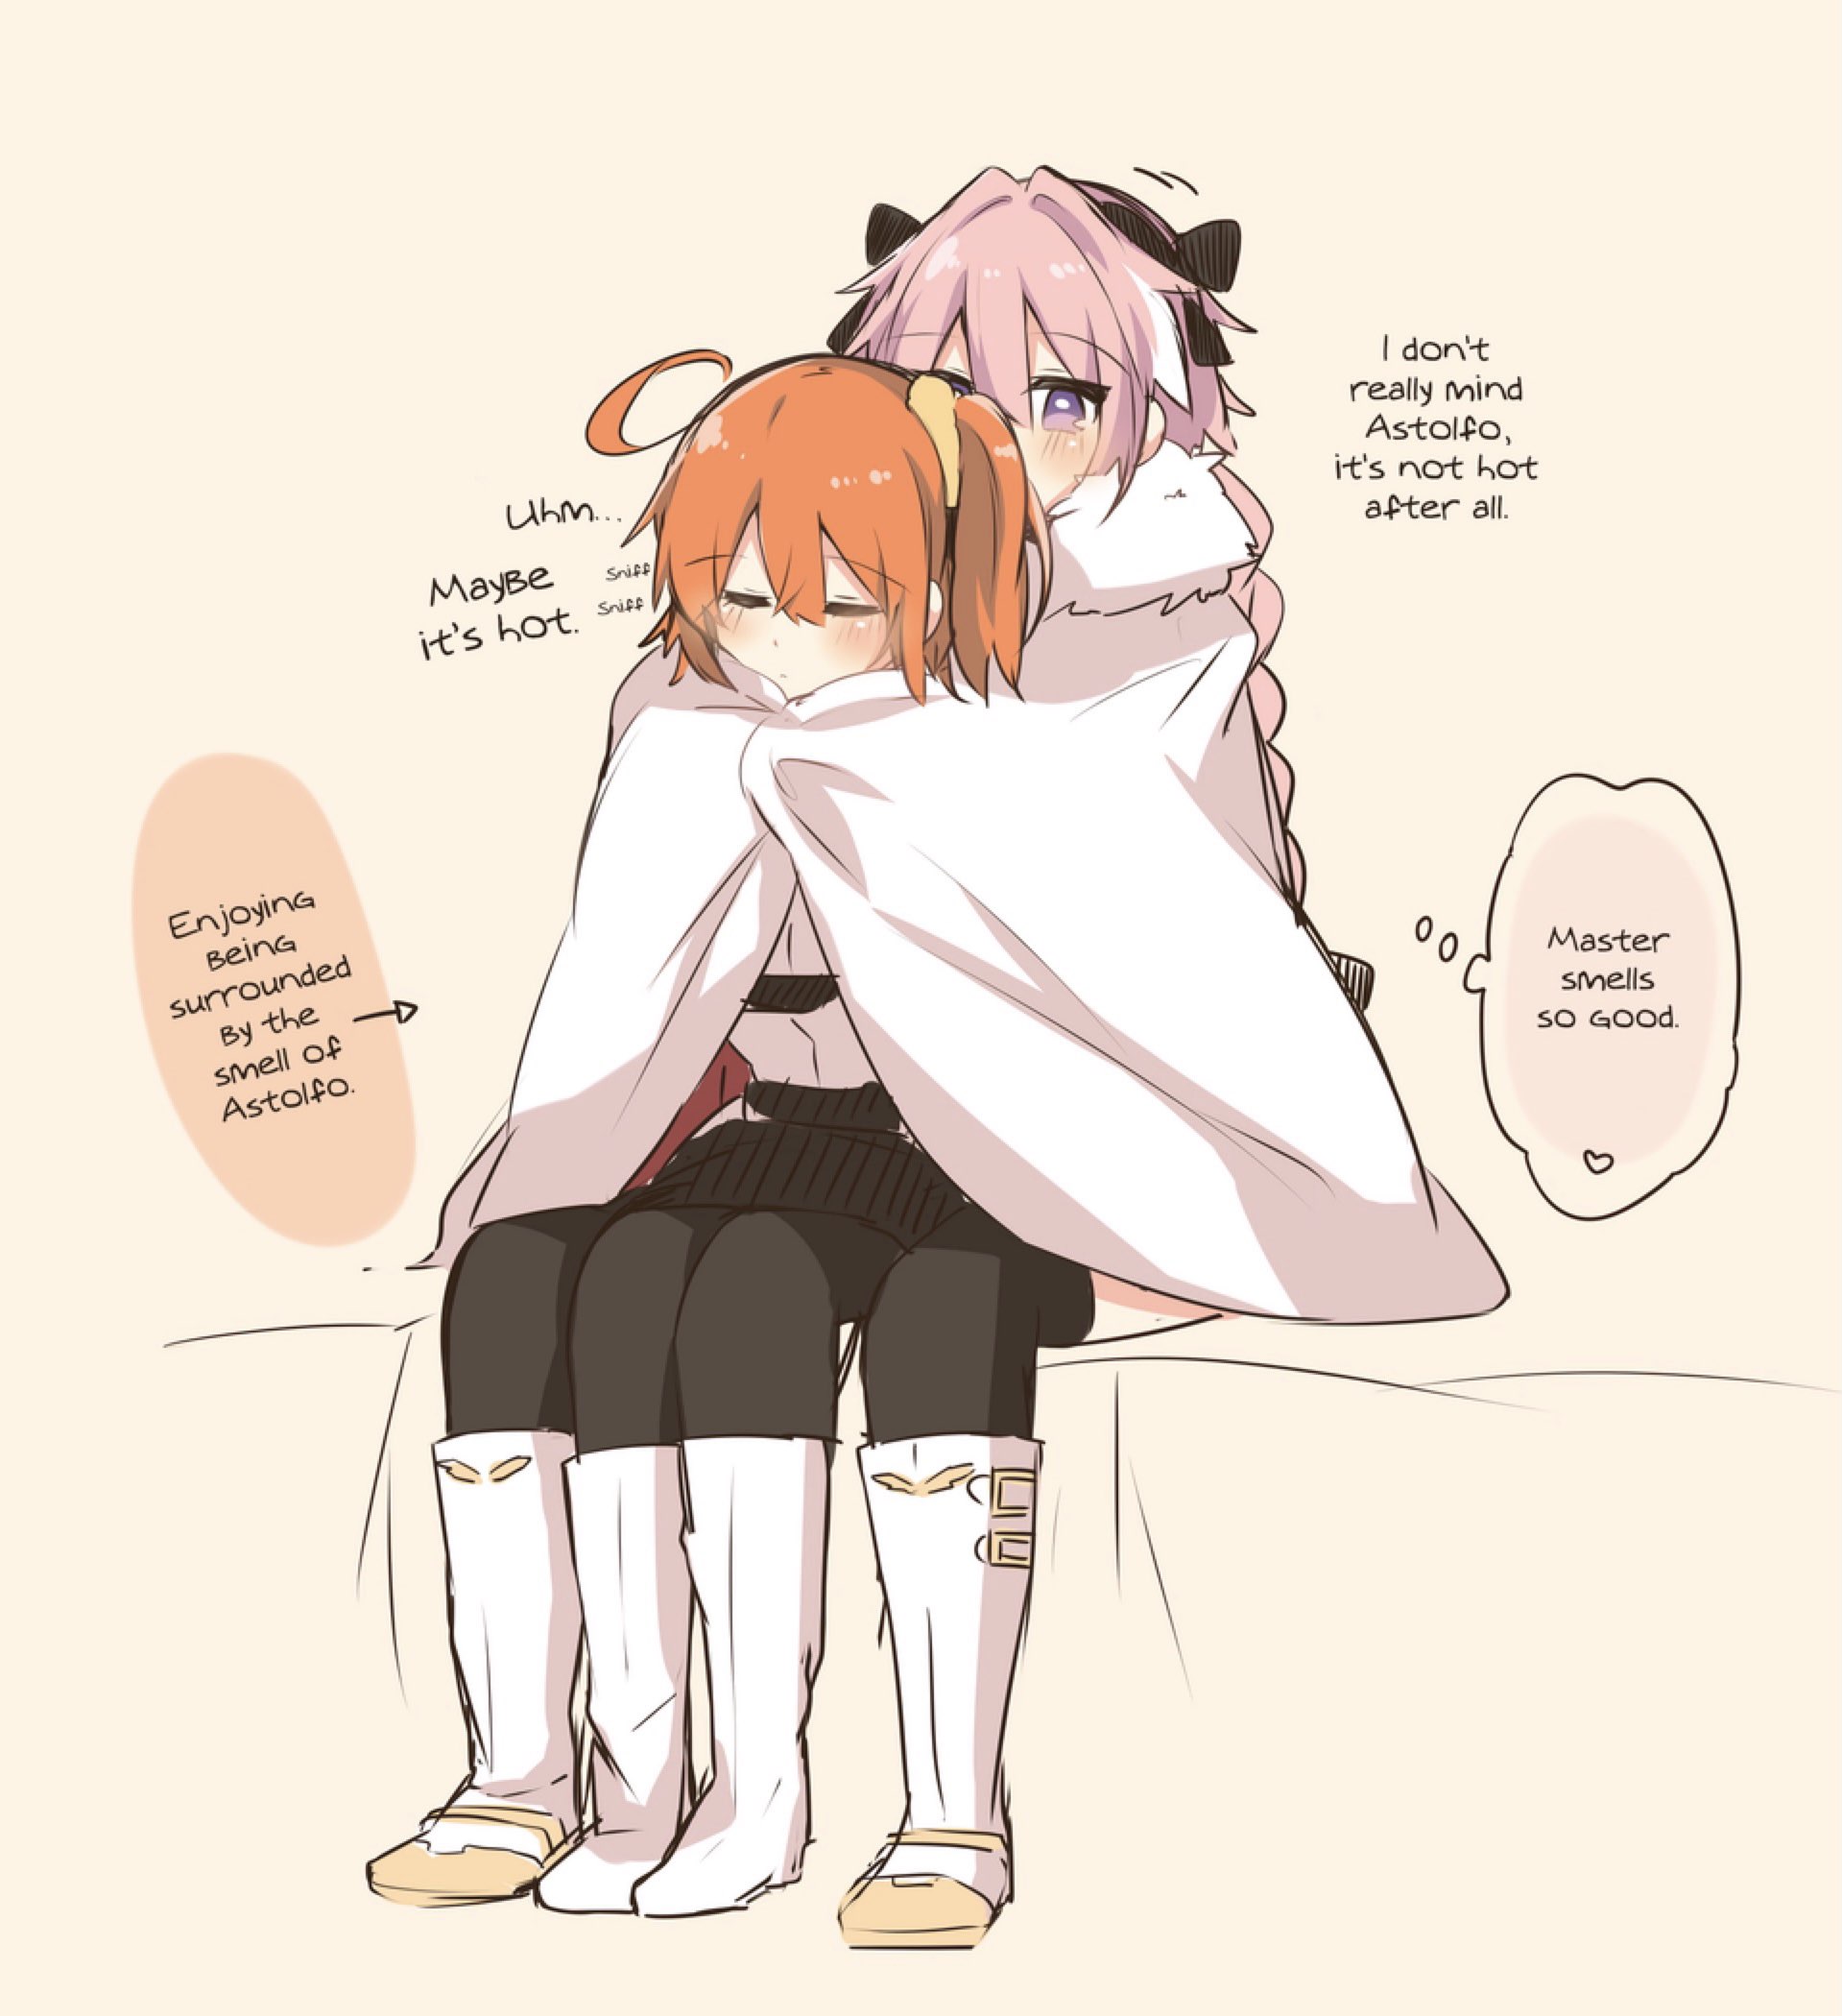 I don't
really mind
Astolfo,
it's not hot
after all.
Uhm...
Maybe
it's hot.
Sniff
Sniff
Enjoying
being
surrounded
by the
smell of
Astolfo.
Master
smells
so good.